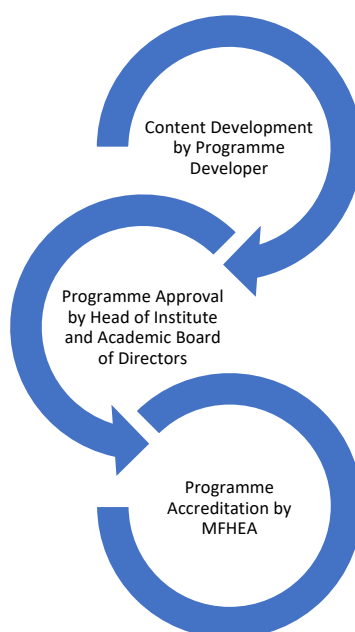 Content Development
by Programme
Developer
Programme Approval
by Head of Institute
and Academic Board
of Directors
Programme
Accreditation by
MFHEA